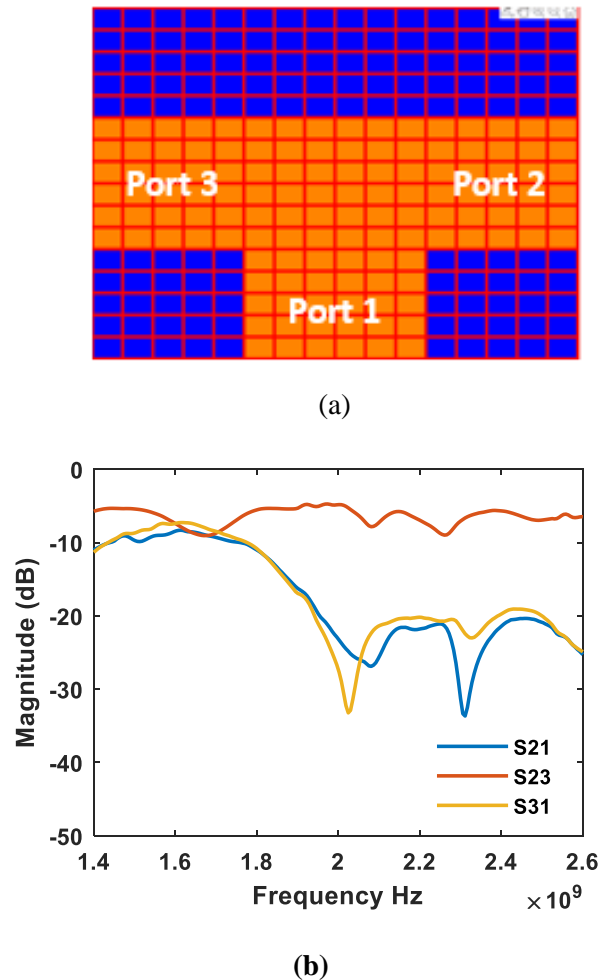 Port 3
Port 2
Port 1
(a)
0
-10
-20
-30
-40
-50
Magnitude (dB)
S21
S23
S31
1.4
1.6
1.8
2
2.2
2.4
2.6
Frequency Hz
×10⁹
(b)